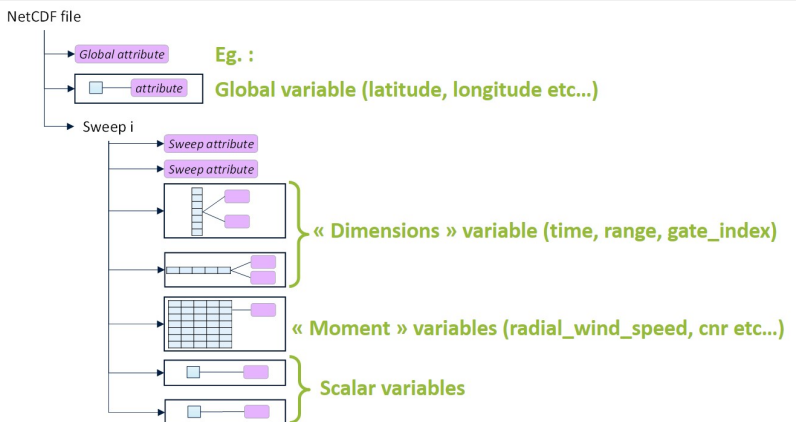 NetCDF file
Global attribute
Eg. :
attribute
Global variable (latitude, longitude etc...)
Sweep i
Sweep attribute
Sweep attribute
« Dimensions » variable (time, range, gate_index)
« Moment » variables (radial_wind_speed, cnr etc...)
Scalar variables